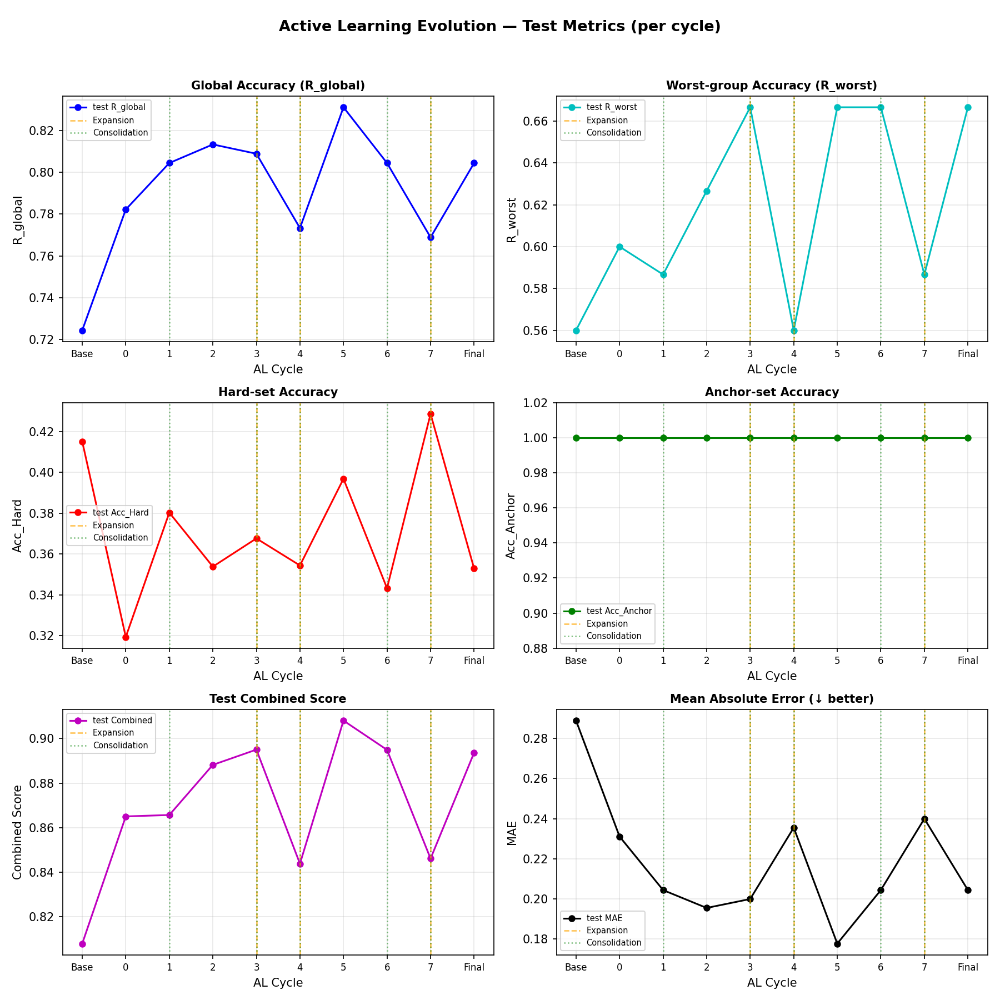 Active Learning Evolution — Test Metrics (per cycle)
Global Accuracy (R_global)
test R_global
Expansion
Consolidation
R_global
0.82
0.80
0.78
0.76
0.74
0.72
Base 0 1 2 3 4 5 6 7 Final
AL Cycle
Worst-group Accuracy (R_worst)
test R_worst
Expansion
Consolidation
R_worst
0.66
0.64
0.62
0.60
0.58
0.56
Base 0 1 2 3 4 5 6 7 Final
AL Cycle
Hard-set Accuracy
test Acc_Hard
Expansion
Consolidation
Acc_Hard
0.42
0.40
0.38
0.36
0.34
0.32
Base 0 1 2 3 4 5 6 7 Final
AL Cycle
Anchor-set Accuracy
test Acc_Anchor
Expansion
Consolidation
Acc_Anchor
1.02
1.00
0.98
0.96
0.94
0.92
0.90
0.88
Base 0 1 2 3 4 5 6 7 Final
AL Cycle
Test Combined Score
test Combined
Expansion
Consolidation
Combined Score
0.90
0.88
0.86
0.84
0.82
Base 0 1 2 3 4 5 6 7 Final
AL Cycle
Mean Absolute Error (↓ better)
test MAE
Expansion
Consolidation
MAE
0.28
0.26
0.24
0.22
0.20
0.18
Base 0 1 2 3 4 5 6 7 Final
AL Cycle